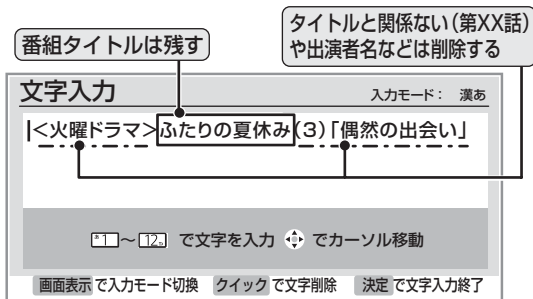 番組タイトルは残す
タイトルと関係ない(第XX話)
や出演者名などは削除する
文字入力
入力モード： 漢あ
<火曜ドラマ>ふたりの夏休み(3)「偶然の出会い」
1～12 で文字を入力 でカーソル移動
画面表示で入力モード切換 クイックで文字削除 決定で文字入力終了